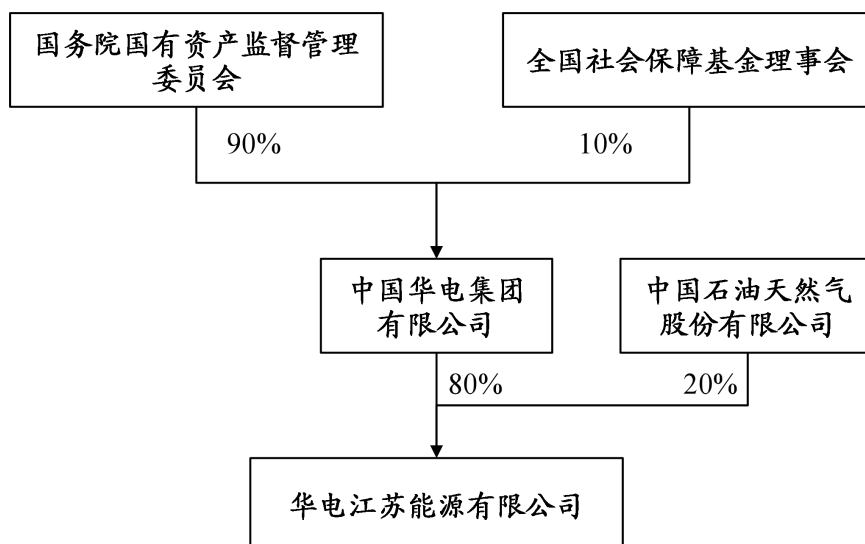 国务院国有资产监督管理
委员会
全国社会保障基金理事会
90%
10%
中国华电集团
有限公司
中国石油天然气
股份有限公司
80%
20%
华电江苏能源有限公司